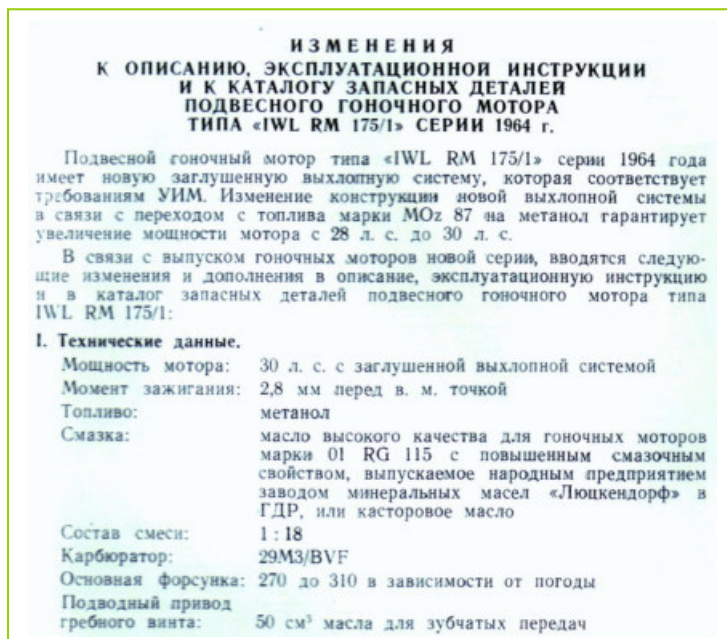 ИЗМЕНЕНИЯ
К ОПИСАНИЮ, ЭКСПЛУАТАЦИОННОЙ ИНСТРУКЦИИ
И К КАТАЛОГУ ЗАПАСНЫХ ДЕТАЛЕЙ
ПОДВЕСНОГО ГОНОЧНОГО МОТОРА
ТИПА «IWL RM 175/1» СЕРИИ 1964 г.
Подвесной гоночный мотор типа «IWL RM 175/1» серии 1964 года
имеет новую заглушенную выхлопную систему, которая соответствует
требованиям УИМ. Изменение конструкции новой выхлопной системы
в связи с переходом с топлива марки MOz 87 на метанол гарантирует
увеличение мощности мотора с 28 л. с. до 30 л. с.
В связи с выпуском гоночных моторов новой серии, вводятся следую-
щие изменения и дополнения в описание, эксплуатационную инструкцию
и в каталог запасных деталей подвесного гоночного мотора типа
IWL RM 175/1:
I. Технические данные.
Мощность мотора: 30 л. с. с заглушенной выхлопной системой
Момент зажигания: 2,8 мм перед в. м. точкой
Топливо: метанол
Смазка: масло высокого качества для гоночных моторов
марки 01 RG 115 с повышенным смазочным
свойством, выпускаемое народным предприятием
заводом минеральных масел «Люцкендорф» в
ГДР, или касторовое масло
Состав смеси: 1 : 18
Карбюратор: 29МЗ/BVF
Основная форсунка: 270 до 310 в зависимости от погоды
Подводный привод
гребного винта: 50 см³ масла для зубчатых передач